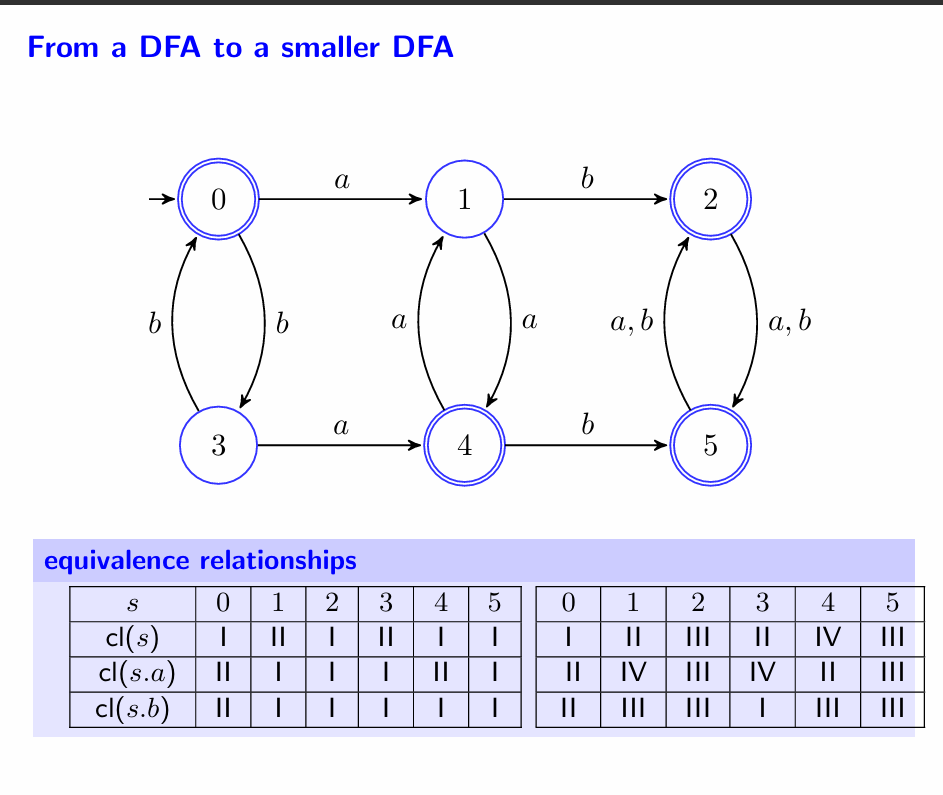 From a DFA to a smaller DFA
a
b
0
1
2
b
b
a
a
a, b
a, b
a
b
3
4
5
equivalence relationships
s 0 1 2 3 4 5 0 1 2 3 4 5
cl(s) I II I II I I I II III II IV III
cl(s.a) II I I I II I II IV III IV II III
cl(s.b) II I I I I I II III III I III III